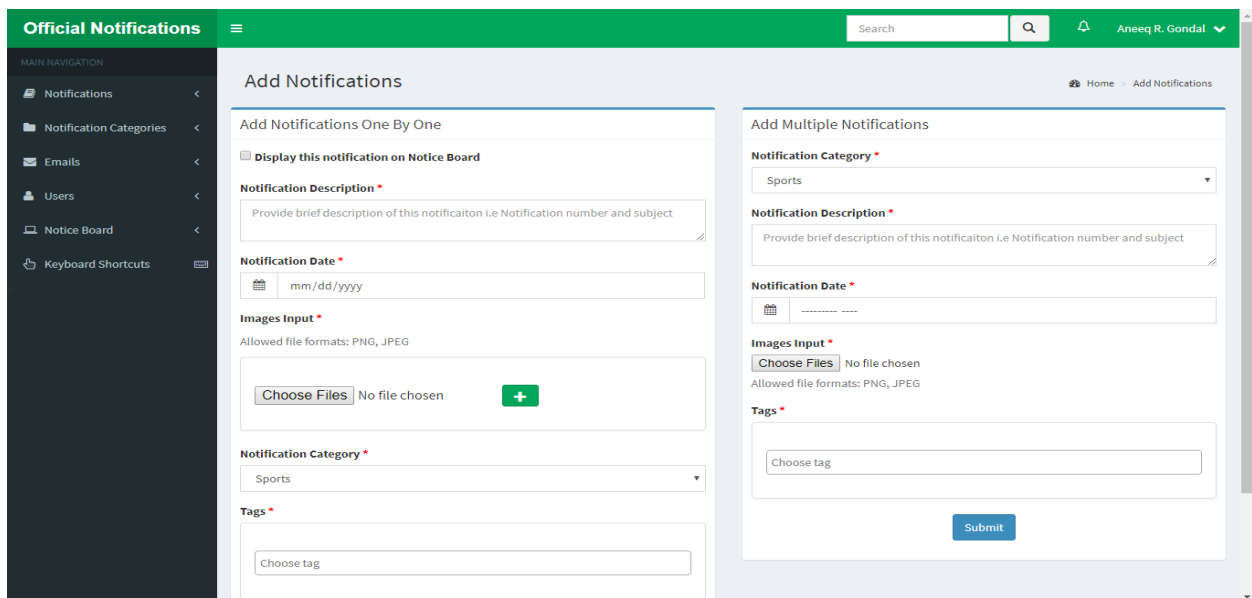 Official Notifications
Search
Aneeq R. Gondal
MAIN NAVIGATION
Notifications
Notification Categories
Emails
Users
Notice Board
Keyboard Shortcuts
Add Notifications
Home > Add Notifications
Add Notifications One By One
Display this notification on Notice Board
Notification Description *
Provide brief description of this notificaiton i.e Notification number and subject
Notification Date *
mm/dd/yyyy
Images Input *
Allowed file formats: PNG, JPEG
Choose Files No file chosen
+
Notification Category *
Sports
Tags *
Choose tag
Add Multiple Notifications
Notification Category *
Sports
Notification Description *
Provide brief description of this notificaiton i.e Notification number and subject
Notification Date *
--------- ----
Images Input *
Choose Files No file chosen
Allowed file formats: PNG, JPEG
Tags *
Choose tag
Submit